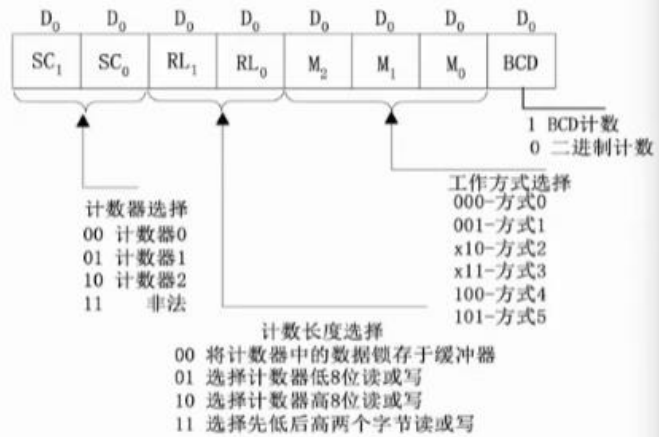 D₀ D₀ D₀ D₀ D₀ D₀ D₀ D₀
SC₁ SC₀ RL₁ RL₀ M₂ M₁ M₀ BCD
1 BCD计数
0 二进制计数
工作方式选择
000-方式0
001-方式1
x10-方式2
x11-方式3
100-方式4
101-方式5
计数器选择
00 计数器0
01 计数器1
10 计数器2
11 非法
计数长度选择
00 将计数器中的数据锁存于缓冲器
01 选择计数器低8位读或写
10 选择计数器高8位读或写
11 选择先低后高两个字节读或写